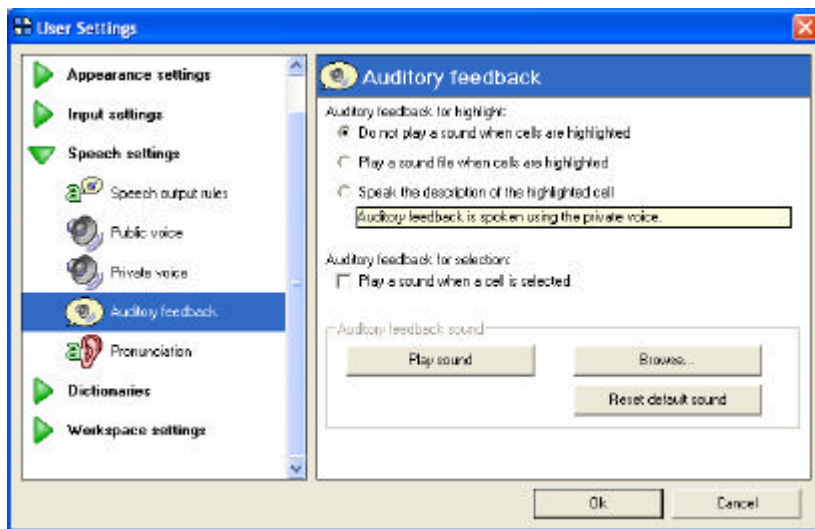 User Settings
Appearance settings
Input settings
Speech settings
Speech output rules
Public voice
Private voice
Auditory feedback
Pronunciation
Dictionaries
Workspace settings
Auditory feedback
Auditory feedback for highlight:
Do not play a sound when cells are highlighted
Play a sound file when cells are highlighted
Speak the description of the highlighted cell
Auditory feedback is spoken using the private voice.
Auditory feedback for selection:
Play a sound when a cell is selected
Auditory feedback sound
Play sound
Browse...
Reset default sound
Ok
Cancel